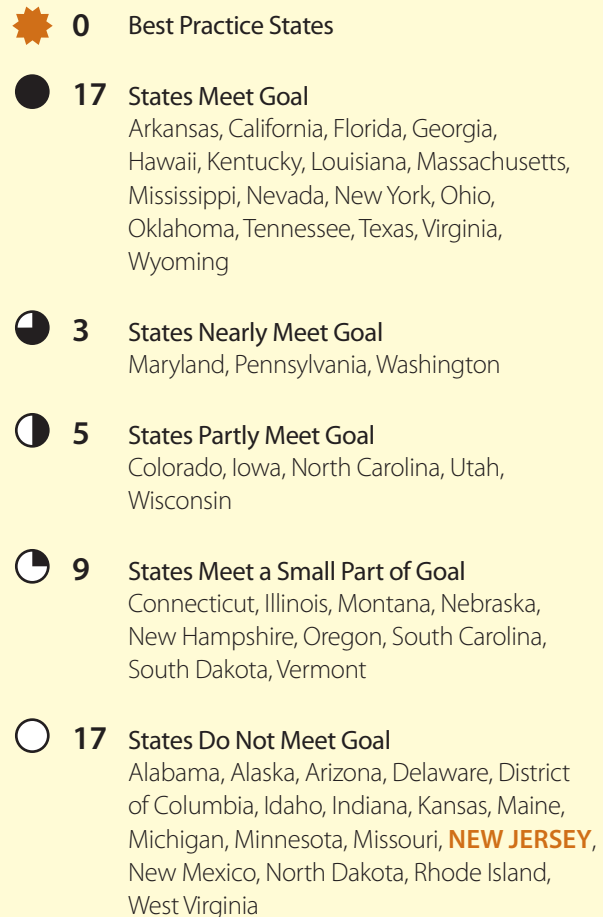 0 Best Practice States
17 States Meet Goal
Arkansas, California, Florida, Georgia,
Hawaii, Kentucky, Louisiana, Massachusetts,
Mississippi, Nevada, New York, Ohio,
Oklahoma, Tennessee, Texas, Virginia,
Wyoming
3 States Nearly Meet Goal
Maryland, Pennsylvania, Washington
5 States Partly Meet Goal
Colorado, Iowa, North Carolina, Utah,
Wisconsin
9 States Meet a Small Part of Goal
Connecticut, Illinois, Montana, Nebraska,
New Hampshire, Oregon, South Carolina,
South Dakota, Vermont
17 States Do Not Meet Goal
Alabama, Alaska, Arizona, Delaware, District
of Columbia, Idaho, Indiana, Kansas, Maine,
Michigan, Minnesota, Missouri, NEW JERSEY,
New Mexico, North Dakota, Rhode Island,
West Virginia